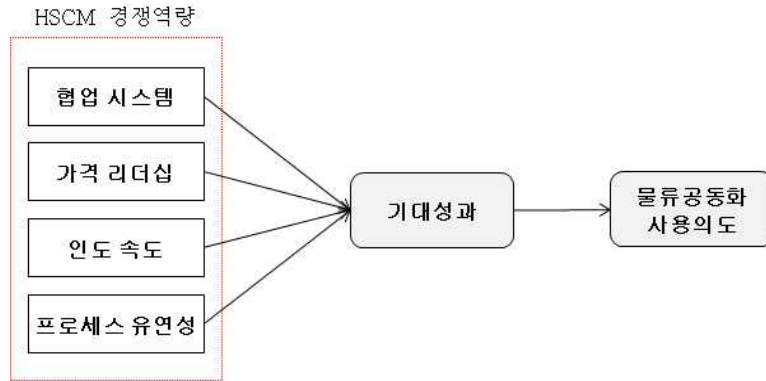 HSCM 경쟁역량
협업 시스템
가격 리더십
인도 속도
프로세스 유연성
기대성과
물류공동화
사용의도